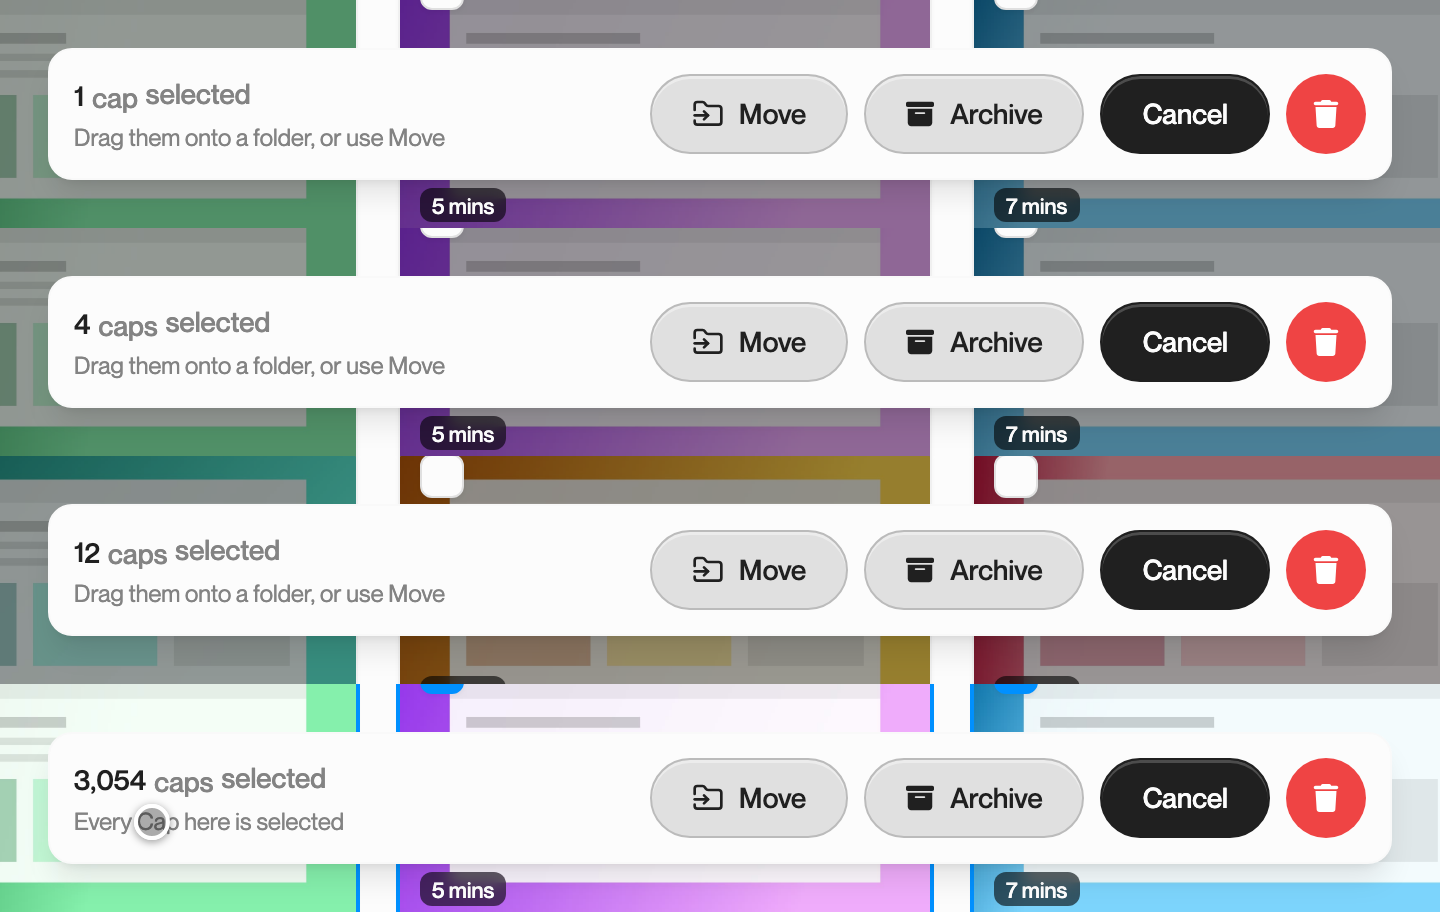 1 cap selected
Drag them onto a folder, or use Move
Move
Archive
Cancel
5 mins
7 mins
4 caps selected
Drag them onto a folder, or use Move
Move
Archive
Cancel
5 mins
7 mins
12 caps selected
Drag them onto a folder, or use Move
Move
Archive
Cancel
3,054 caps selected
Every Cap here is selected
Move
Archive
Cancel
5 mins
7 mins